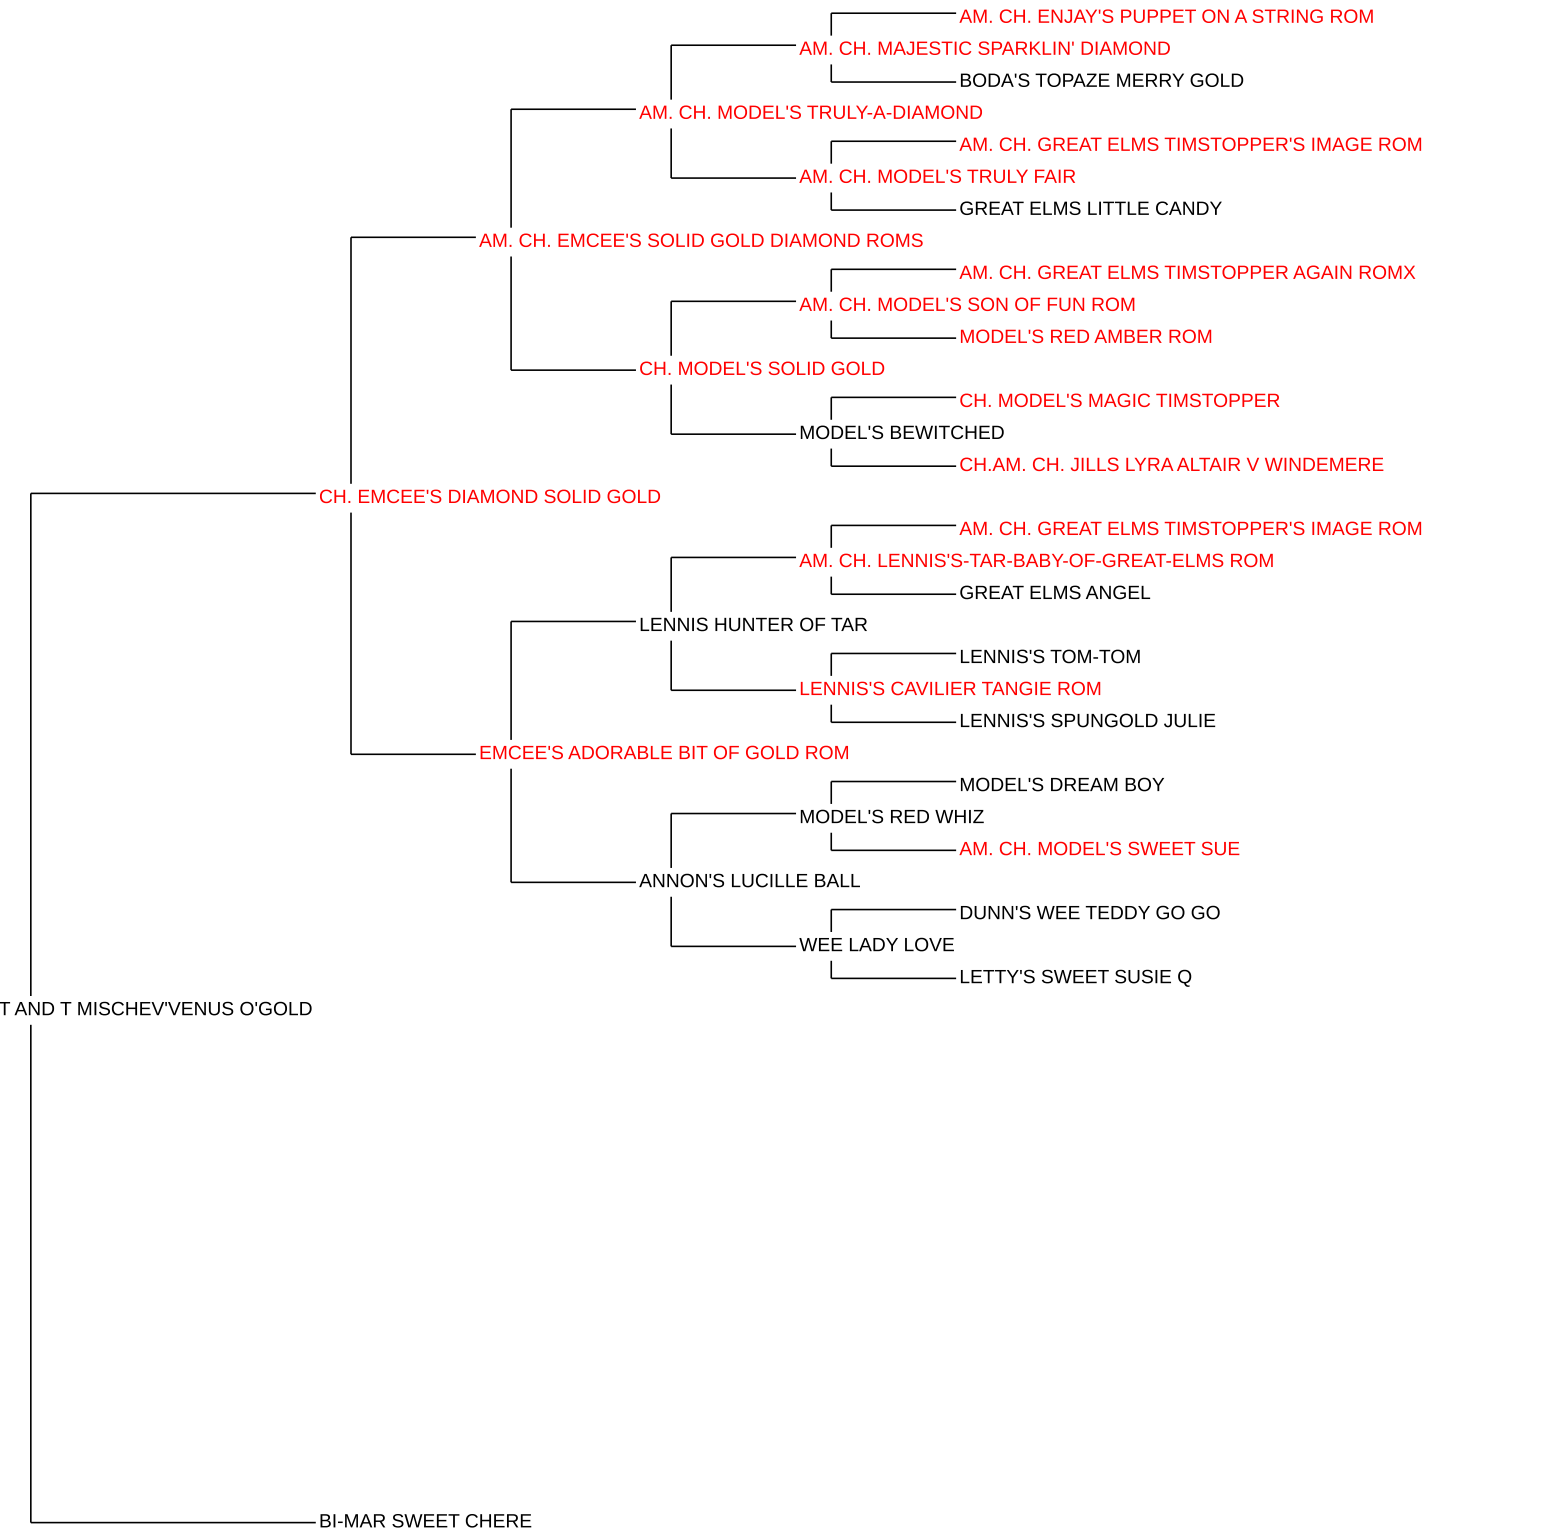 AM. CH. ENJAY'S PUPPET ON A STRING ROM
AM. CH. MAJESTIC SPARKLIN' DIAMOND
BODA'S TOPAZE MERRY GOLD
AM. CH. MODEL'S TRULY-A-DIAMOND
AM. CH. GREAT ELMS TIMSTOPPER'S IMAGE ROM
AM. CH. MODEL'S TRULY FAIR
GREAT ELMS LITTLE CANDY
AM. CH. EMCEE'S SOLID GOLD DIAMOND ROMS
AM. CH. GREAT ELMS TIMSTOPPER AGAIN ROMX
AM. CH. MODEL'S SON OF FUN ROM
MODEL'S RED AMBER ROM
CH. MODEL'S SOLID GOLD
CH. MODEL'S MAGIC TIMSTOPPER
MODEL'S BEWITCHED
CH.AM. CH. JILLS LYRA ALTAIR V WINDEMERE
CH. EMCEE'S DIAMOND SOLID GOLD
AM. CH. GREAT ELMS TIMSTOPPER'S IMAGE ROM
AM. CH. LENNIS'S-TAR-BABY-OF-GREAT-ELMS ROM
GREAT ELMS ANGEL
LENNIS HUNTER OF TAR
LENNIS'S TOM-TOM
LENNIS'S CAVILIER TANGIE ROM
LENNIS'S SPUNGOLD JULIE
EMCEE'S ADORABLE BIT OF GOLD ROM
MODEL'S DREAM BOY
MODEL'S RED WHIZ
AM. CH. MODEL'S SWEET SUE
ANNON'S LUCILLE BALL
DUNN'S WEE TEDDY GO GO
WEE LADY LOVE
LETTY'S SWEET SUSIE Q
T AND T MISCHEV'VENUS O'GOLD
BI-MAR SWEET CHERE